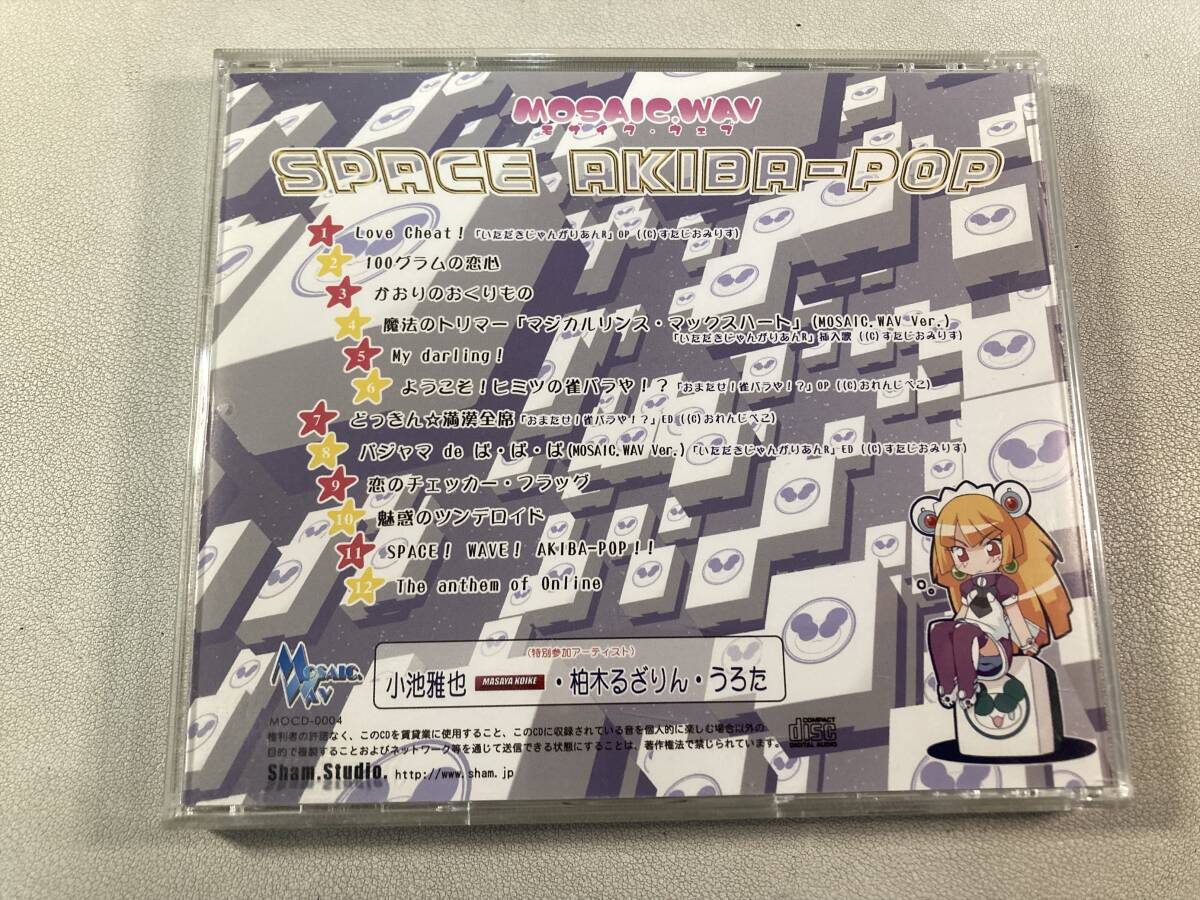 MOSAIC.WAV
モザイク・ウェブ
SPACE AKIBA-POP
1 Love Cheat! 「いただきじゃんがりあんR」OP ((C)すたじおみりす)
2 100グラムの恋心
3 かおりのおくりもの
4 魔法のトリマー「マジカルリンス・マックスハート」(MOSAIC.WAV Ver.)
「いただきじゃんがりあんR」挿入歌 ((C)すたじおみりす)
5 My darling!
6 ようこそ!ヒミツの雀バラや!? 「おまたせ!雀バラや!?」OP ((C)おれんじぺこ)
7 どっきん☆満漢全席 「おまたせ!雀バラや!?」ED ((C)おれんじぺこ)
8 パジャマ de ぱ・ぱ・ぱ (MOSAIC.WAV Ver.) 「いただきじゃんがりあんR」ED ((C)すたじおみりす)
9 恋のチェッカー・フラッグ
10 魅惑のツンデロイド
11 SPACE! WAVE! AKIBA-POP!!
12 The anthem of Online
MOSAIC.WAV
(特別参加アーティスト)
小池雅也 MASAYA KOIKE ・柏木るざりん・うろた
MOCD-0004
権利者の許諾なく、このCDを賃貸業に使用すること、このCDに収録されている音を個人的に楽しむ場合以外の
目的で複製することおよびネットワーク等を通じて送信できる状態にすることは、著作権法で禁じられています。
COMPACT disc DIGITAL AUDIO
Sham.Studio. http://www.sham.jp